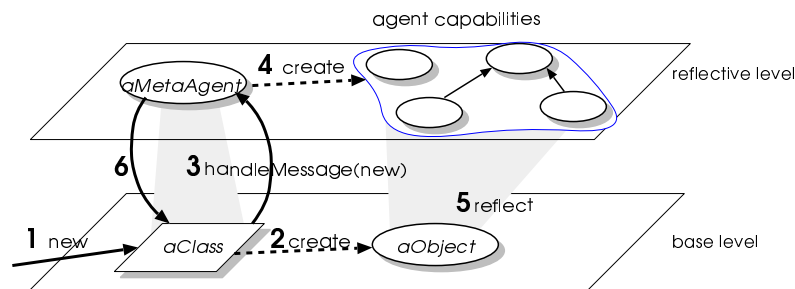 agent capabilities
4 create
aMetaAgent
reflective level
6
3 handleMessage(new)
5 reflect
1 new
aClass
2 create
aObject
base level